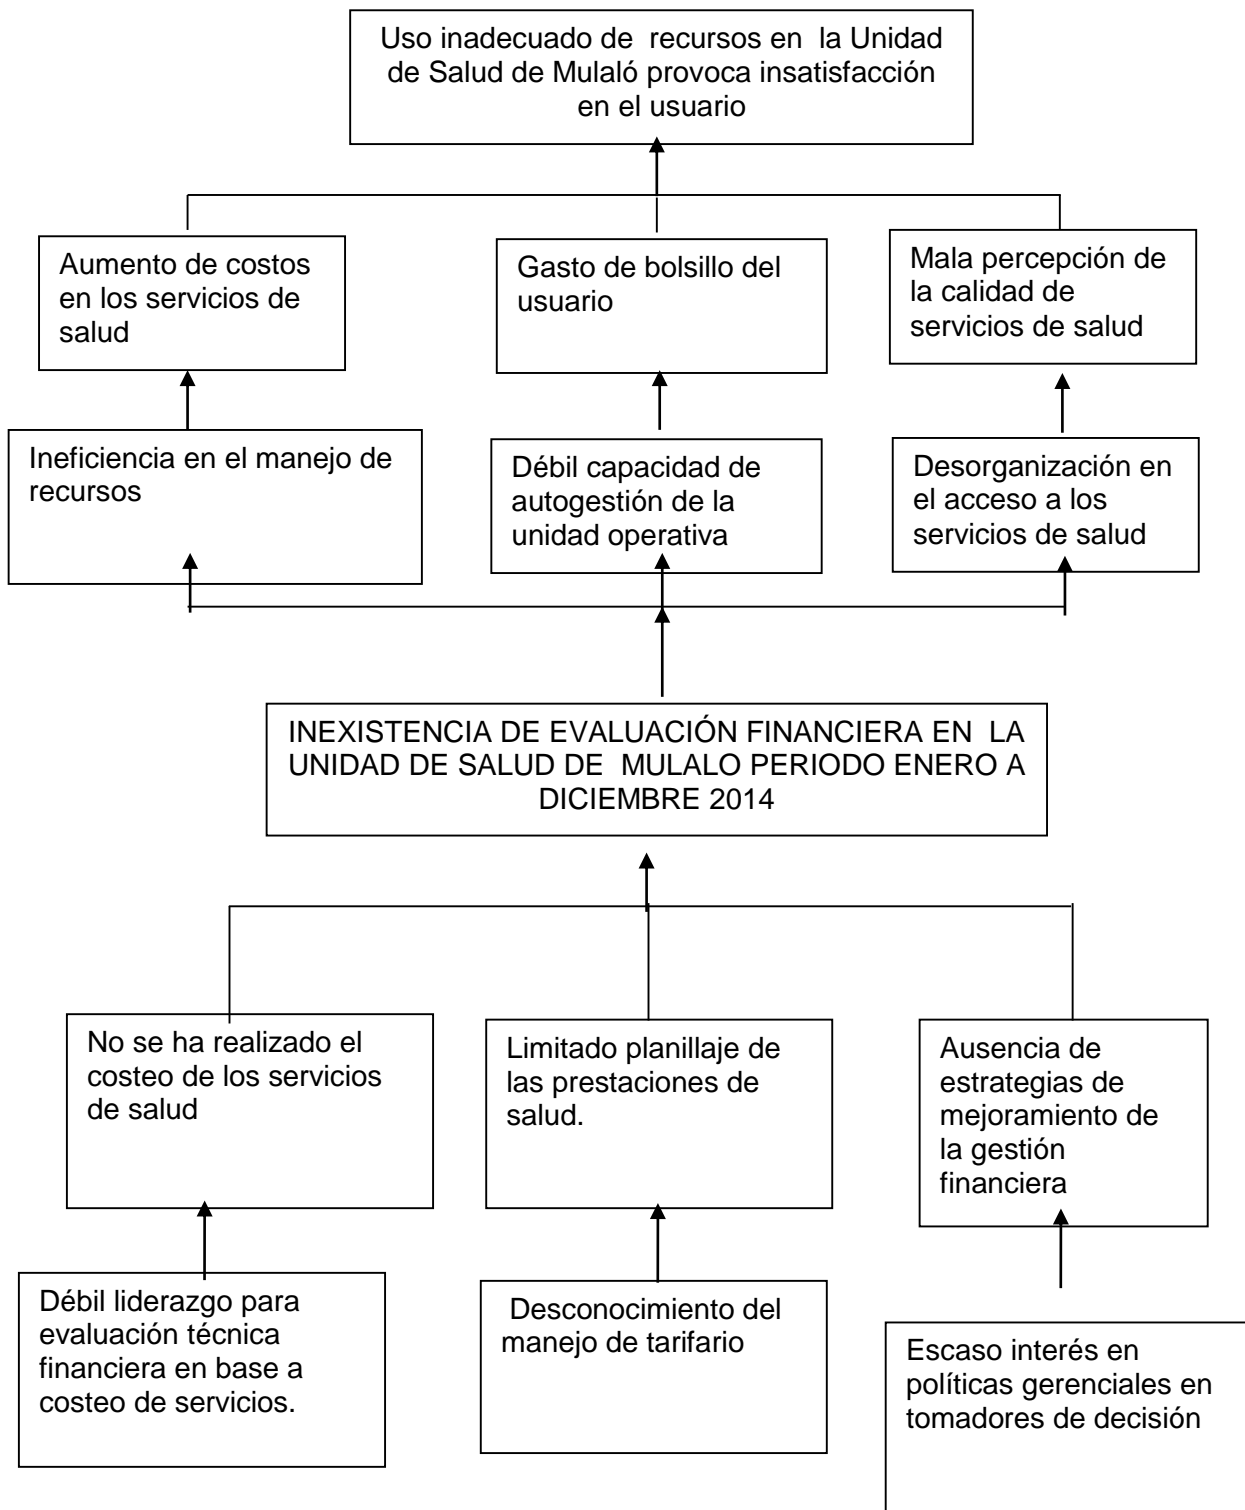 Uso inadecuado de recursos en la Unidad
de Salud de Mulaló provoca insatisfacción
en el usuario
Aumento de costos
en los servicios de
salud
Gasto de bolsillo del
usuario
Mala percepción de
la calidad de
servicios de salud
Ineficiencia en el manejo de
recursos
Débil capacidad de
autogestión de la
unidad operativa
Desorganización en
el acceso a los
servicios de salud
INEXISTENCIA DE EVALUACIÓN FINANCIERA EN LA
UNIDAD DE SALUD DE MULALO PERIODO ENERO A
DICIEMBRE 2014
No se ha realizado el
costeo de los servicios
de salud
Limitado planillaje de
las prestaciones de
salud.
Ausencia de
estrategias de
mejoramiento de
la gestión
financiera
Débil liderazgo para
evaluación técnica
financiera en base a
costeo de servicios.
Desconocimiento del
manejo de tarifario
Escaso interés en
políticas gerenciales en
tomadores de decisión